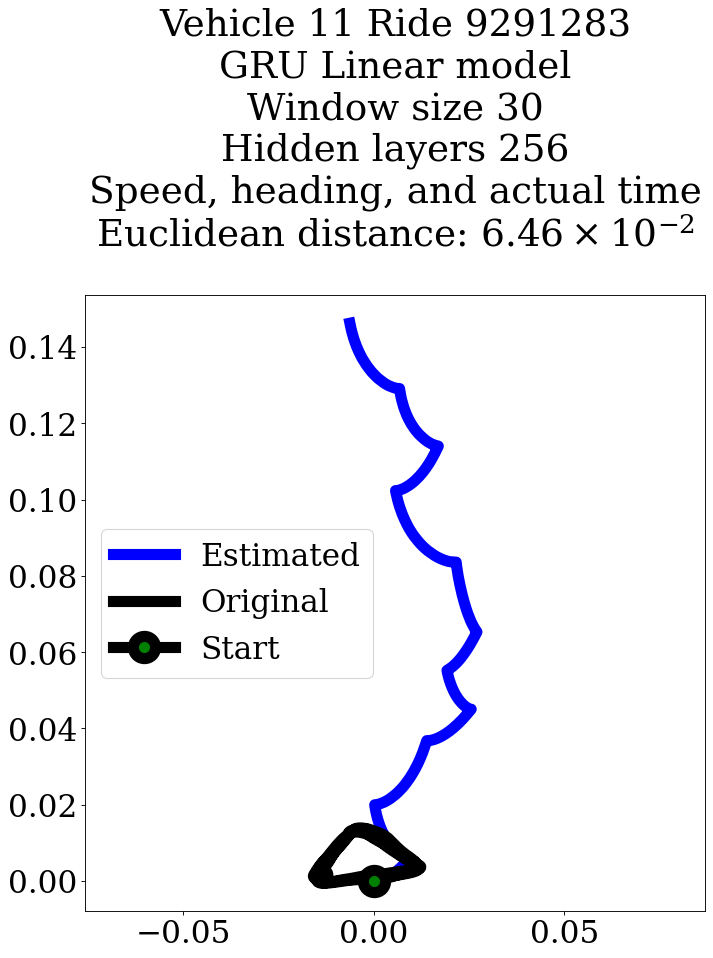 Vehicle 11 Ride 9291283
GRU Linear model
Window size 30
Hidden layers 256
Speed, heading, and actual time
Euclidean distance: 6.46 × 10⁻²
0.14
0.12
0.10
0.08
0.06
0.04
0.02
0.00
Estimated
Original
Start
−0.05 0.00 0.05